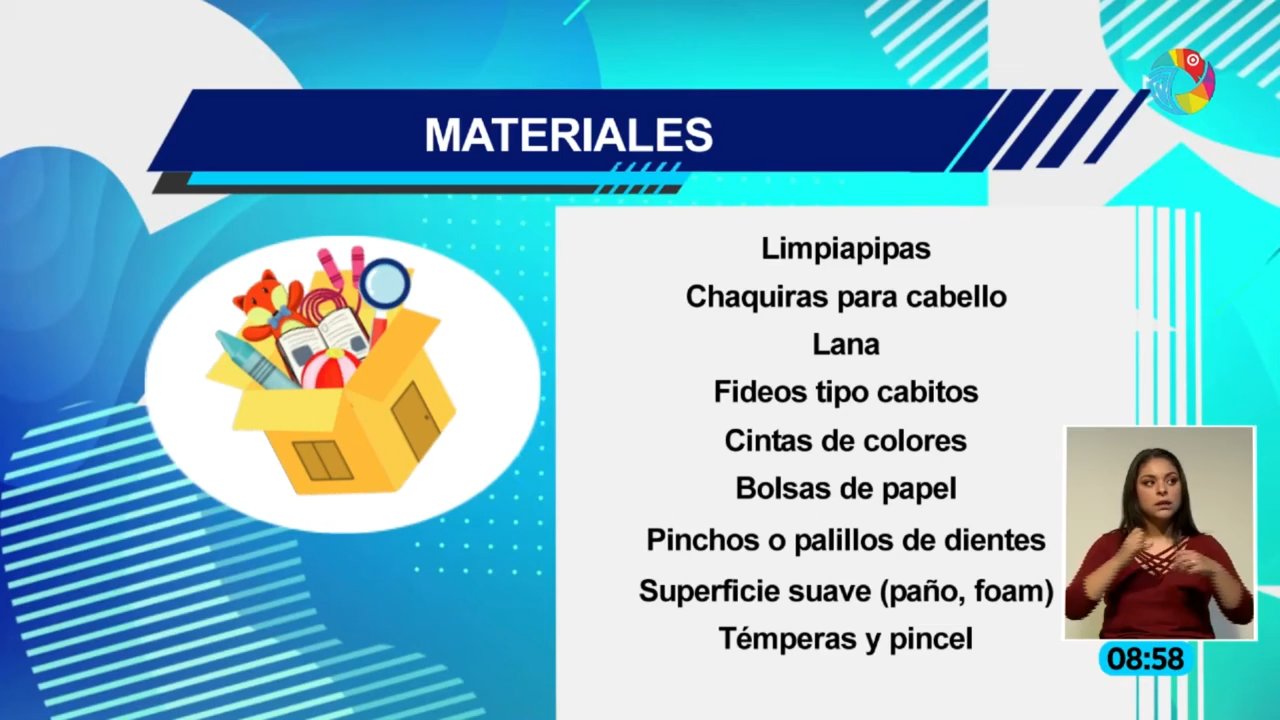 MATERIALES
Limpiapipas
Chaquiras para cabello
Lana
Fideos tipo cabitos
Cintas de colores
Bolsas de papel
Pinchos o palillos de dientes
Superficie suave (paño, foam)
Témperas y pincel
08:58